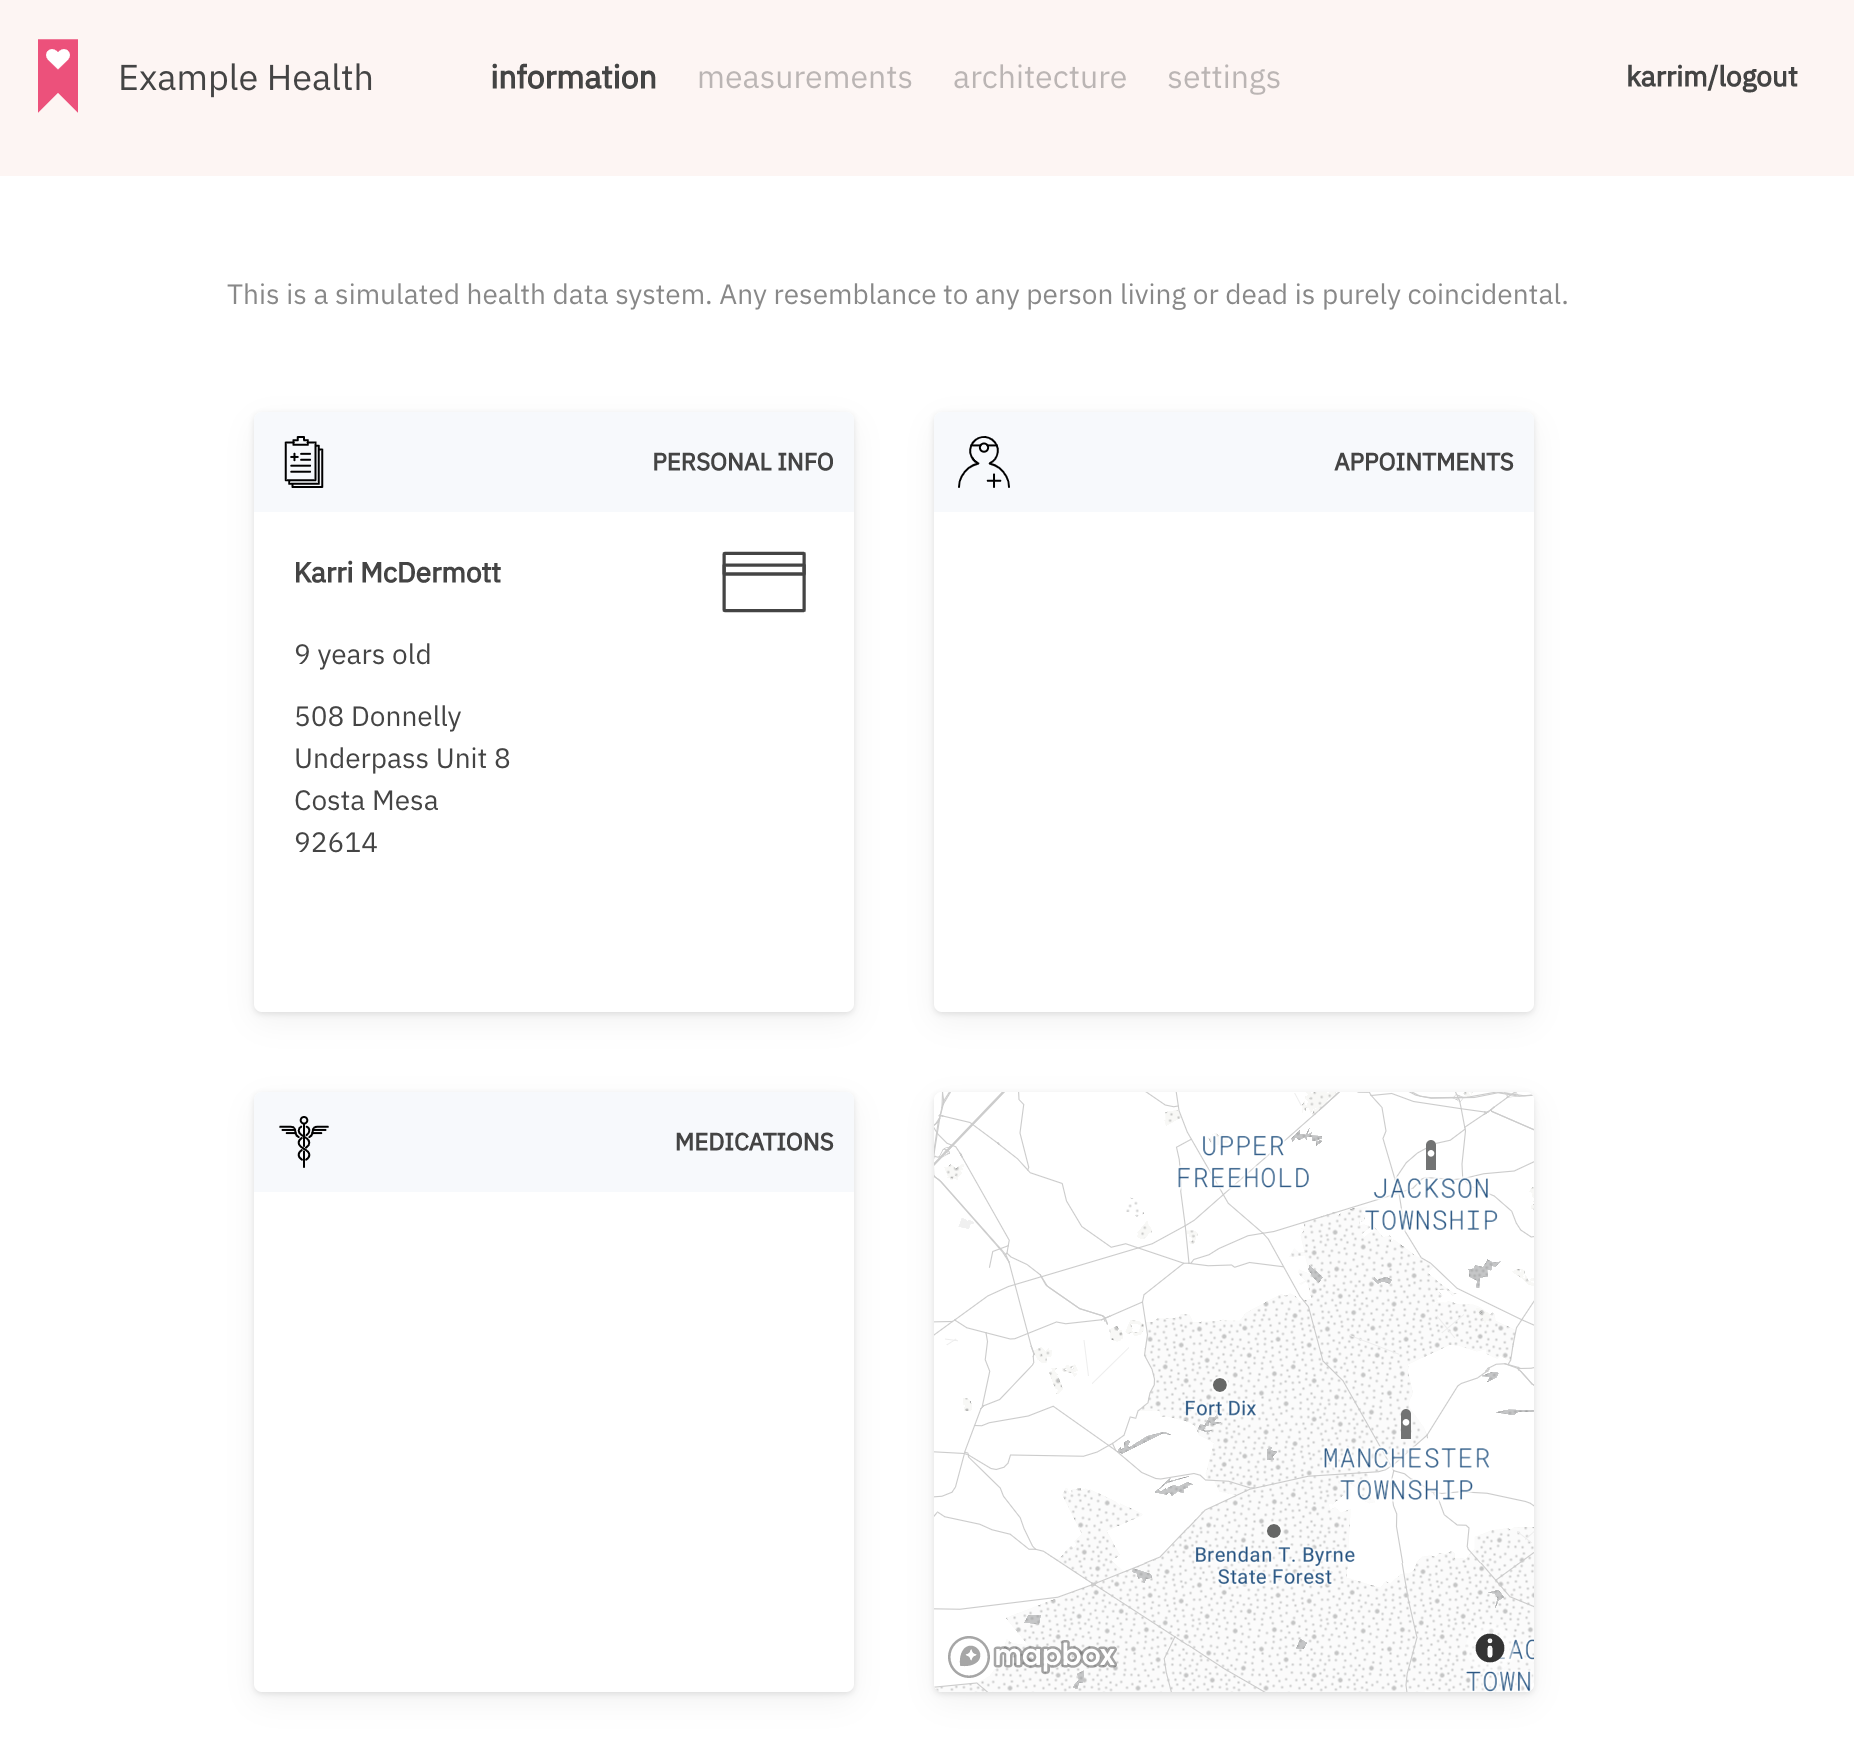 Example Health
information
measurements
architecture
settings
karrim/logout
This is a simulated health data system. Any resemblance to any person living or dead is purely coincidental.
PERSONAL INFO
Karri McDermott
9 years old
508 Donnelly
Underpass Unit 8
Costa Mesa
92614
APPOINTMENTS
MEDICATIONS
UPPER
FREEHOLD
JACKSON
TOWNSHIP
Fort Dix
MANCHESTER
TOWNSHIP
Brendan T. Byrne
State Forest
mapbox